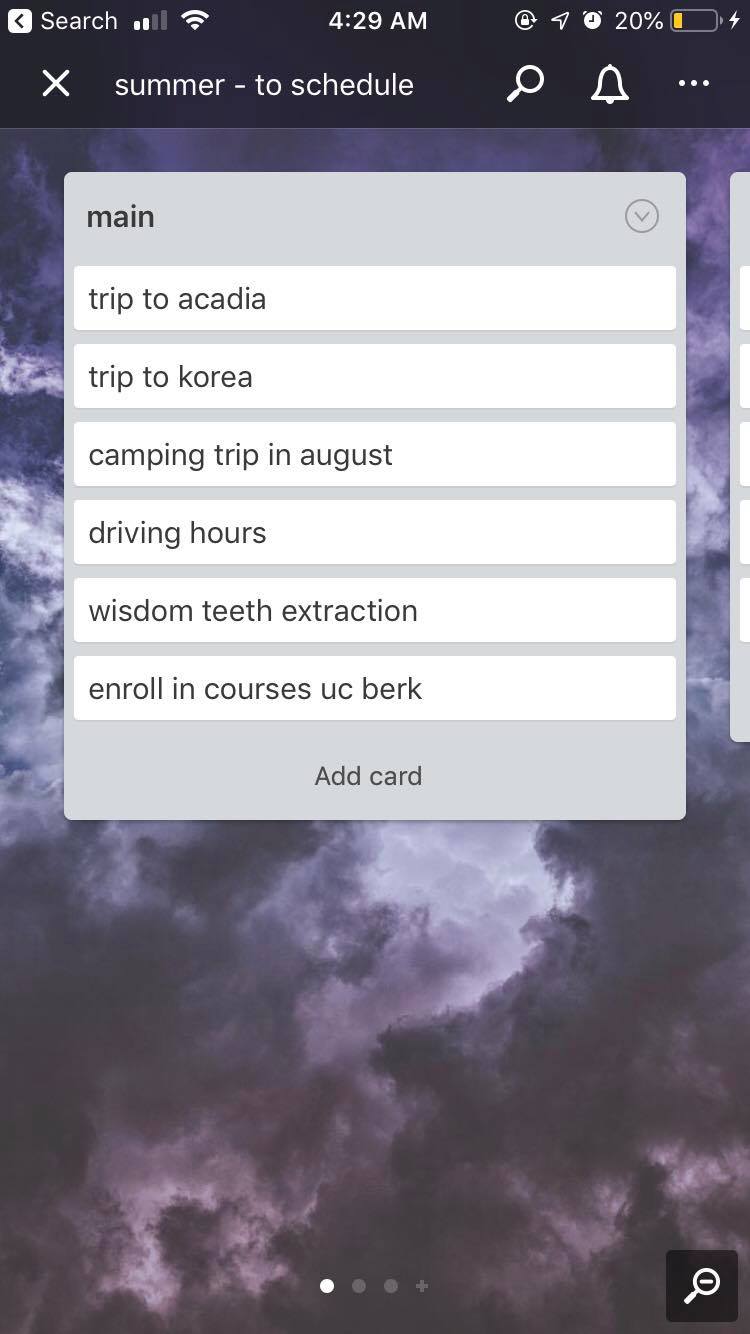 Search 4:29 AM 20%
summer - to schedule
main
trip to acadia
trip to korea
camping trip in august
driving hours
wisdom teeth extraction
enroll in courses uc berk
Add card